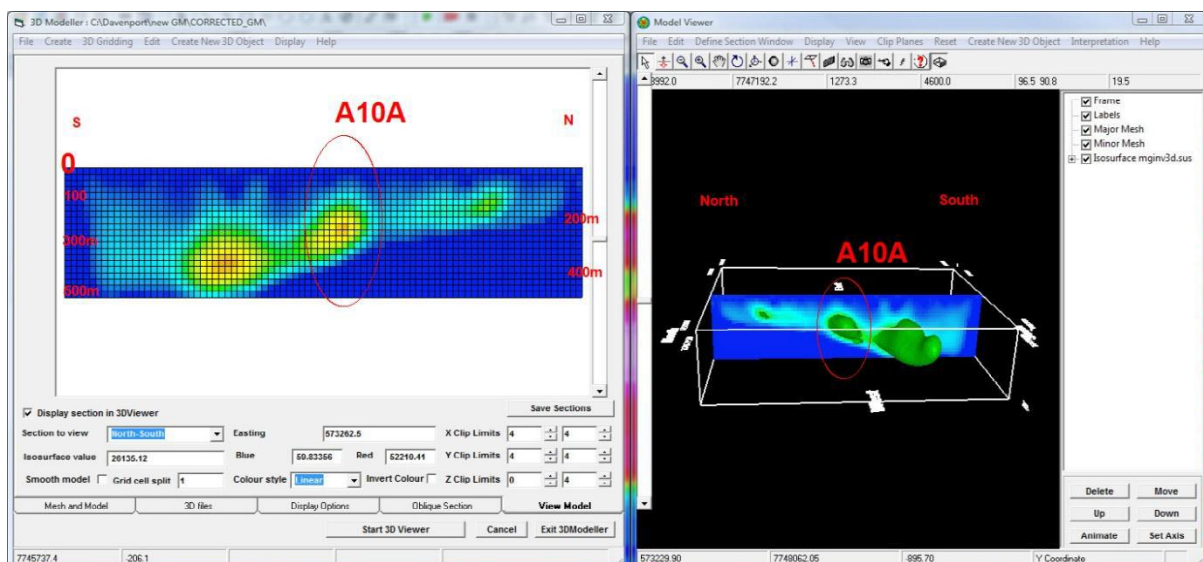 3D Modeller : C:\Davenport\new GM\CORRECTED_GM\
File Create 3D Gridding Edit Create New 3D Object Display Help
A10A
S
N
0
100
200m
300m
400m
500m
Display section in 3DViewer
Save Sections
Section to view North-South Easting 573262.5 X Clip Limits 4 4
Isosurface value 26135.12 Blue 59.83356 Red 52210.41 Y Clip Limits 4 4
Smooth model Grid cell split 1 Colour style Linear Invert Colour Z Clip Limits 0 4
Mesh and Model 3D files Display Options Oblique Section View Model
Start 3D Viewer Cancel Exit 3DModeller
7745737.4 -206.1
Model Viewer
File Edit Define Section Window Display View Clip Planes Reset Create New 3D Object Interpretation Help
3992.0 7747192.2 1273.3 4600.0 96.5 90.8 19.5
Frame
Labels
Major Mesh
Minor Mesh
Isosurface mginv3d.sus
North
South
A10A
Delete Move
Up Down
Animate Set Axis
573229.90 7748062.05 -895.70 Y Coordinate